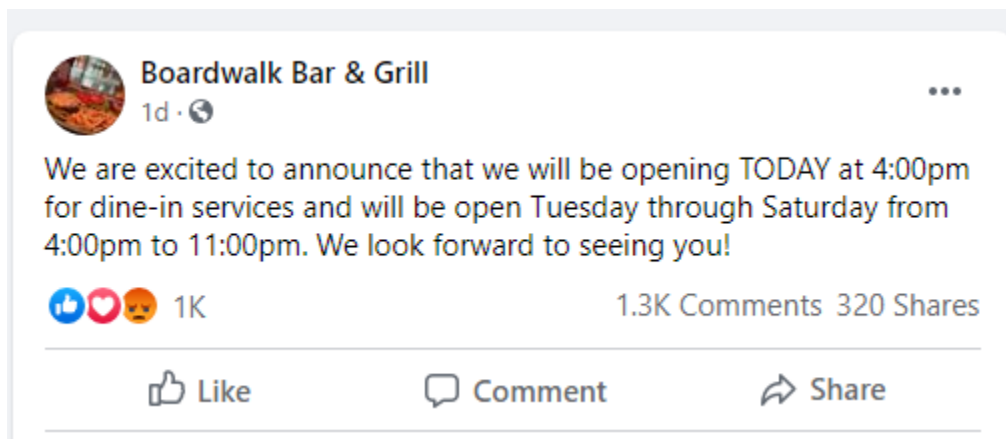 Boardwalk Bar & Grill
1d ·
We are excited to announce that we will be opening TODAY at 4:00pm
for dine-in services and will be open Tuesday through Saturday from
4:00pm to 11:00pm. We look forward to seeing you!
1K 1.3K Comments 320 Shares
Like Comment Share